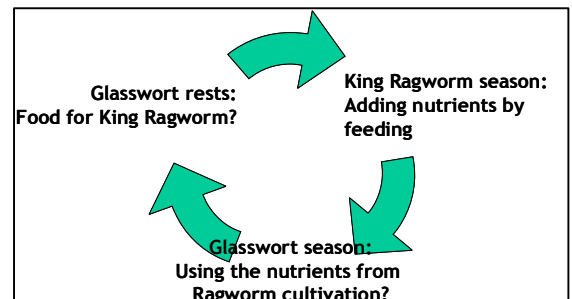 Glasswort rests:
Food for King Ragworm?
King Ragworm season:
Adding nutrients by
feeding
Glasswort season:
Using the nutrients from
Ragworm cultivation?